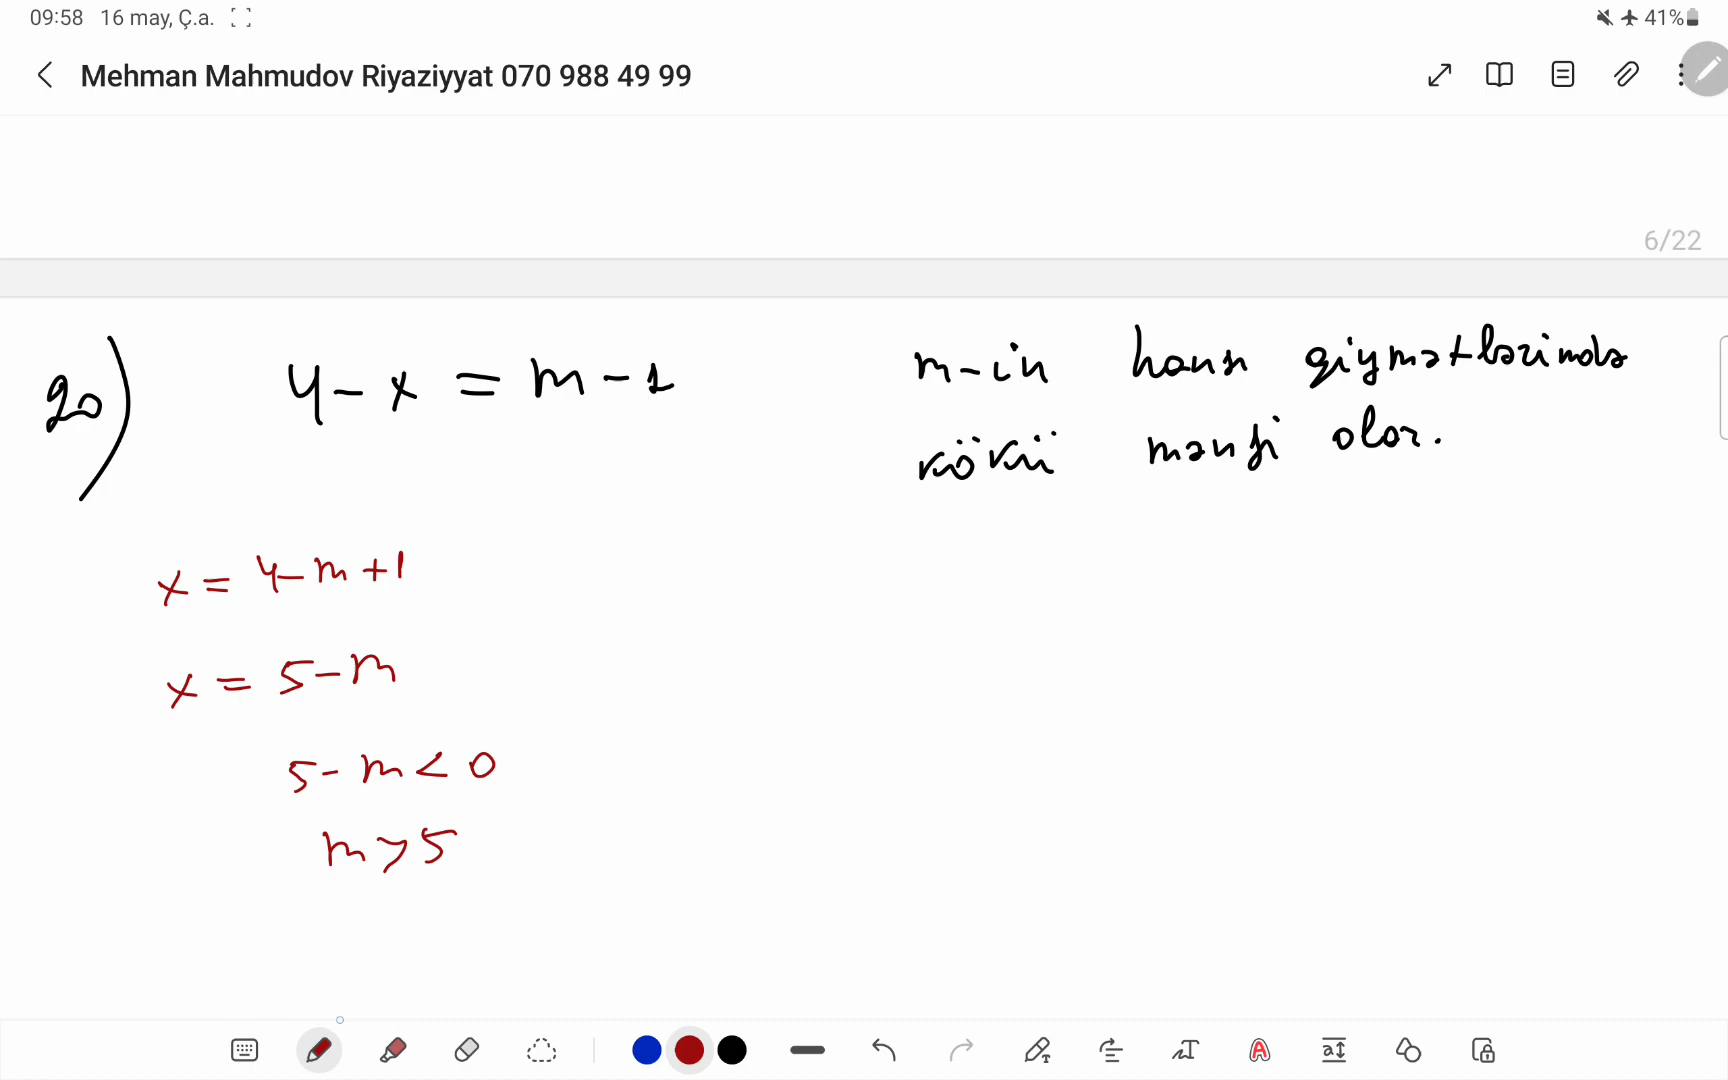 09:58 16 may, Ç.a.
41%
Mehman Mahmudov Riyaziyyat 070 988 49 99
6/22
20) 4 - x = m - 1
m-in hansı qiymətlərində
kökü mənfi olar.
x = 4 - m + 1
x = 5 - m
5 - m < 0
m > 5